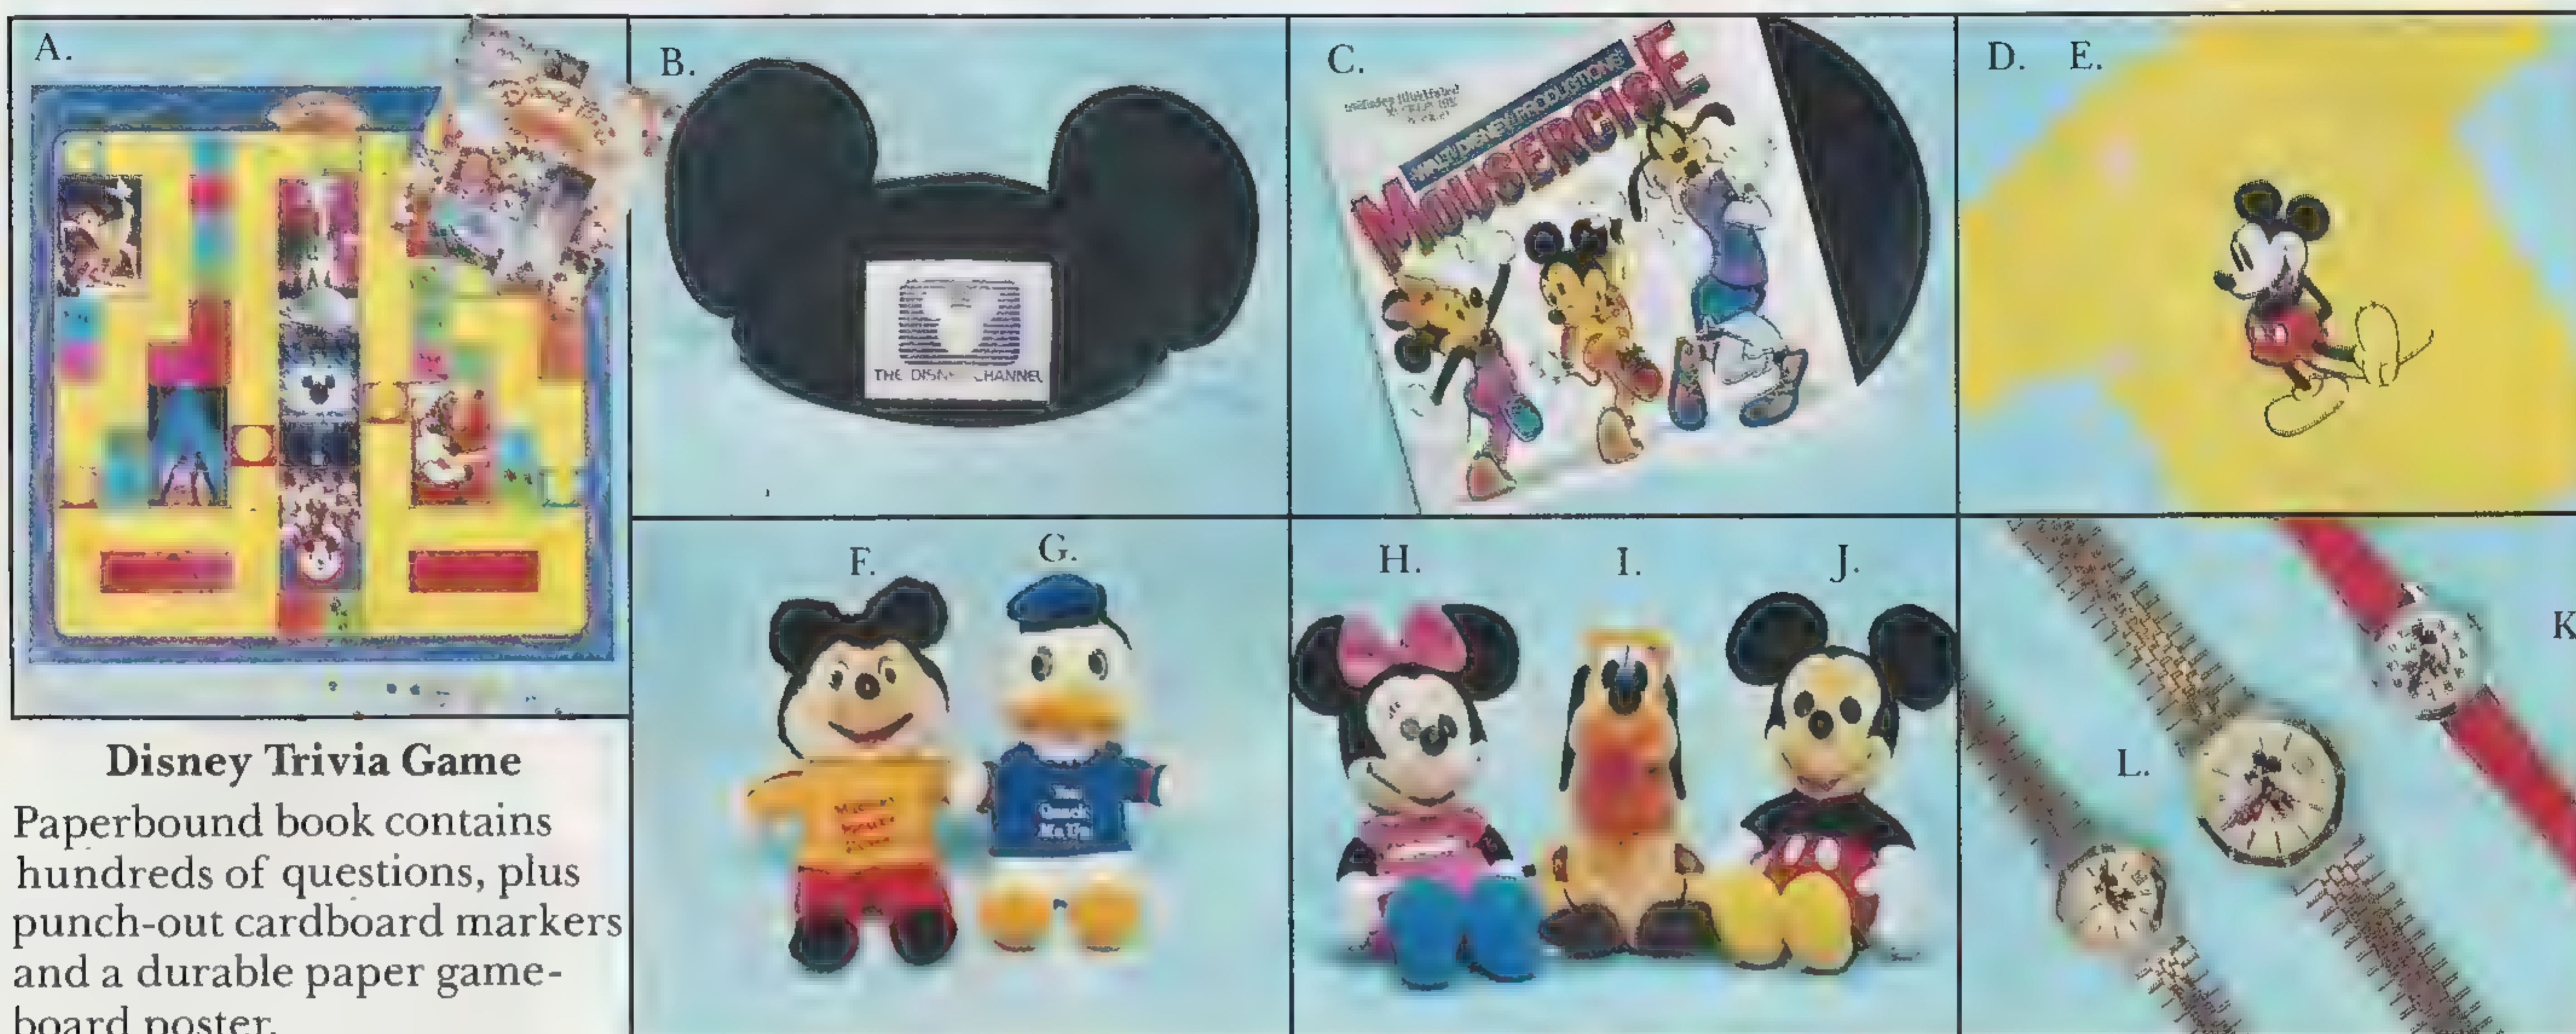 A.
B.
THE DISN CHANNEL
C.
WALT DISNEY PRODUCTIONS'
MOUSERCISE
D. E.
F.
G.
H.
I.
J.
K
L.
Disney Trivia Game
Paperbound book contains
hundreds of questions, plus
punch-out cardboard markers
and a durable paper game-
board poster.